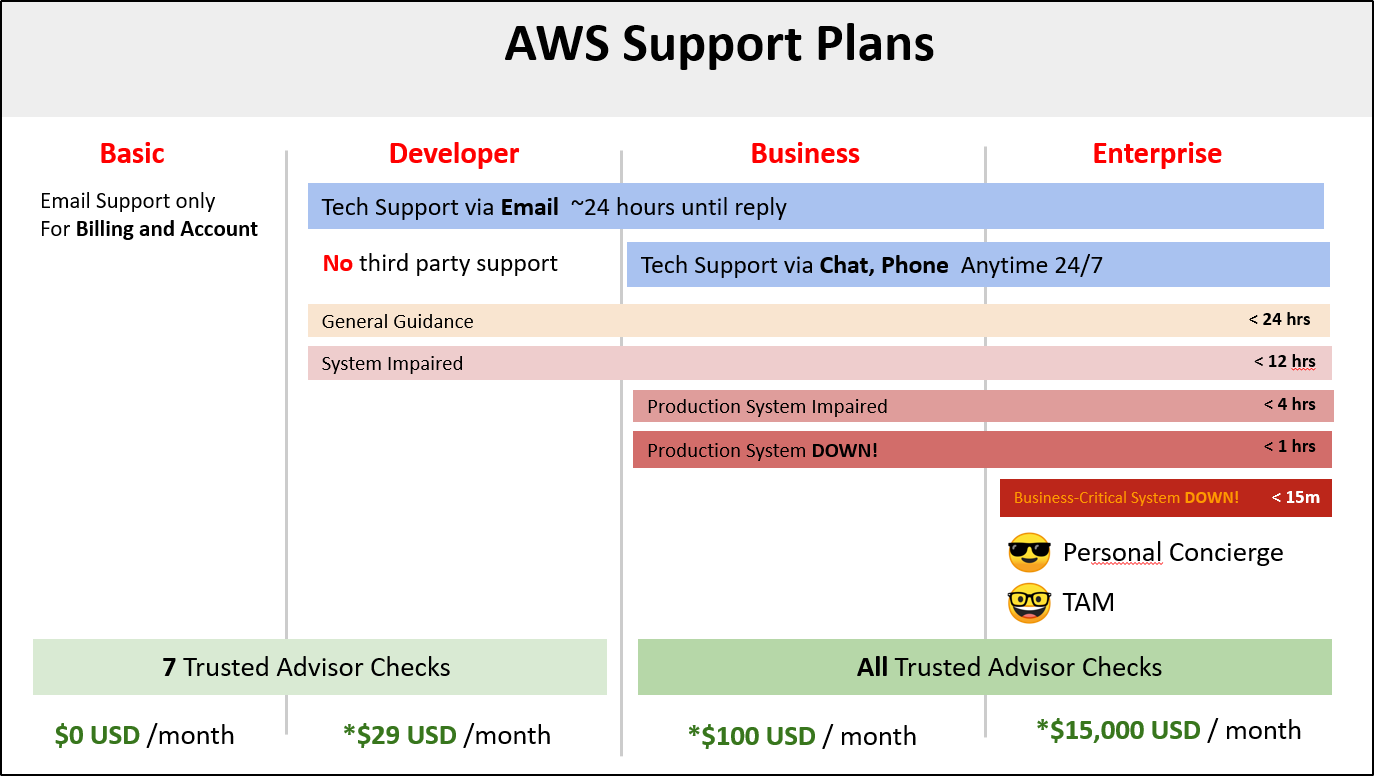 AWS Support Plans
Basic
Developer
Business
Enterprise
Email Support only
For Billing and Account
Tech Support via Email ~24 hours until reply
No third party support
Tech Support via Chat, Phone Anytime 24/7
General Guidance < 24 hrs
System Impaired < 12 hrs
Production System Impaired < 4 hrs
Production System DOWN! < 1 hrs
Business-Critical System DOWN! < 15m
Personal Concierge
TAM
7 Trusted Advisor Checks
All Trusted Advisor Checks
$0 USD /month
*$29 USD /month
*$100 USD / month
*$15,000 USD / month